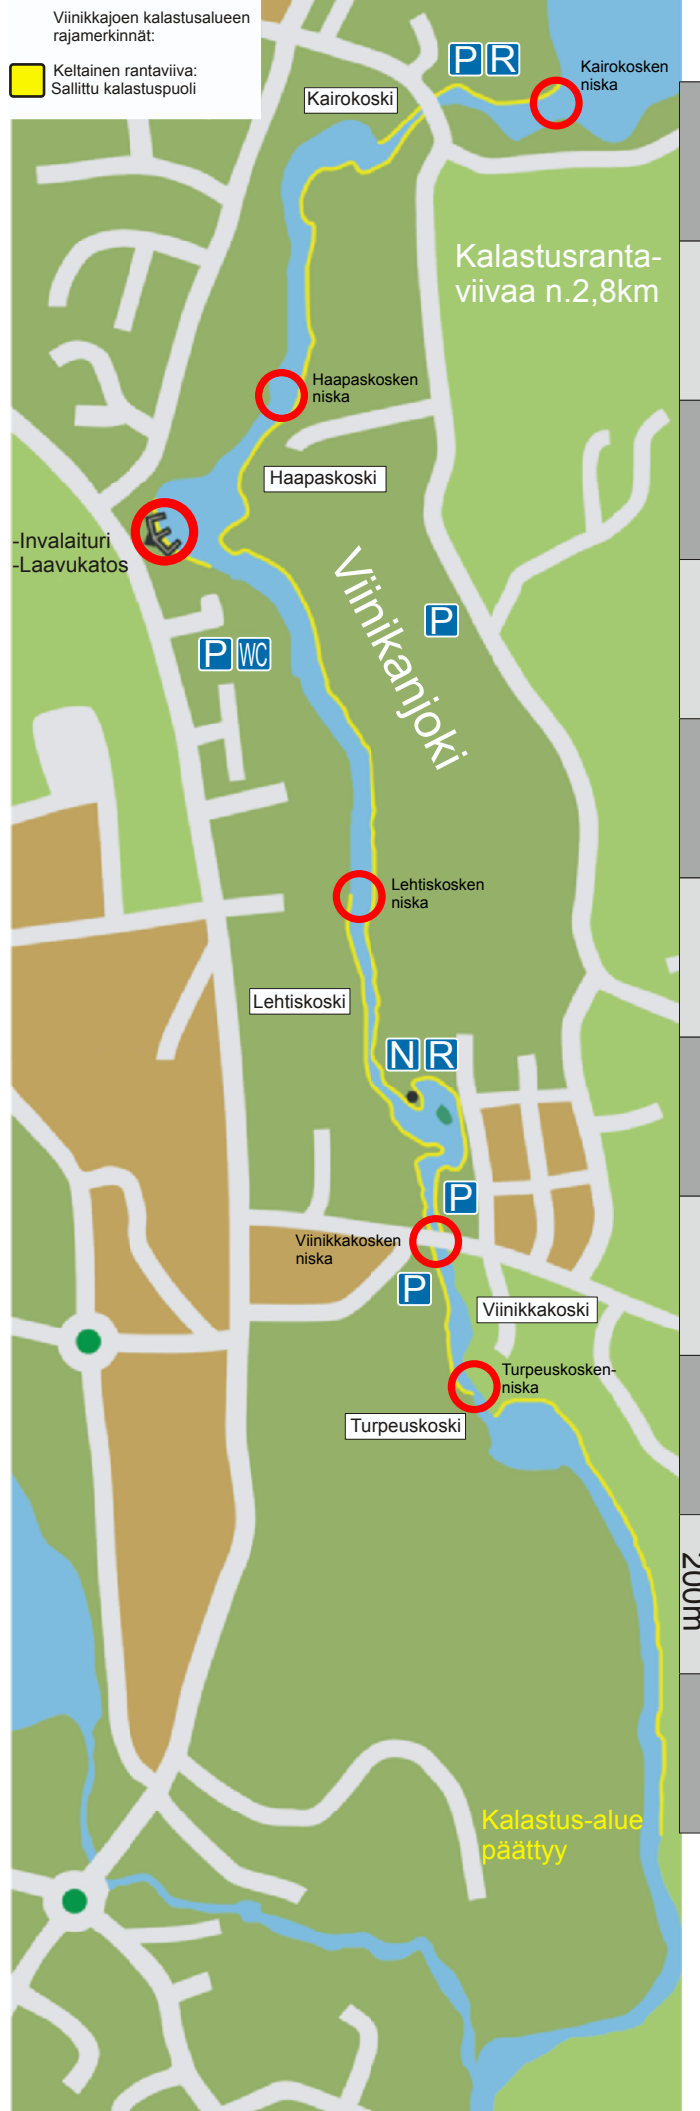 Viinikkajoen kalastusalueen
rajamerkinnät:
Keltainen rantaviiva:
Sallittu kalastuspuoli
P R
Kairokosken
niska
Kairokoski
Kalastusranta-
viivaa n.2,8km
Haapaskosken
niska
Haapaskoski
-Invalaituri
-Laavukatos
Viinikanjoki
P
P WC
Lehtiskosken
niska
Lehtiskoski
N R
P
Viinikkakosken
niska
P
Viinikkakoski
Turpeuskosken-
niska
Turpeuskoski
200m
Kalastus-alue
päättyy